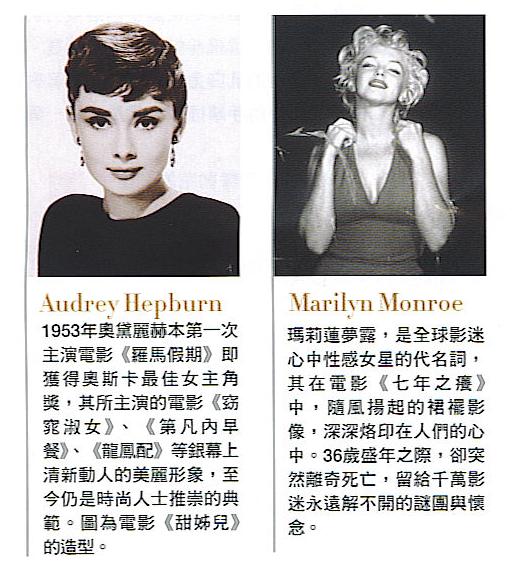 Audrey Hepburn
1953年奧黛麗赫本第一次
主演電影《羅馬假期》即
獲得奧斯卡最佳女主角
獎，其所主演的電影《窈
窕淑女》、《第凡內早
餐》、《龍鳳配》等銀幕上
清新動人的美麗形象，至
今仍是時尚人士推崇的典
範。圖為電影《甜姊兒》
的造型。
Marilyn Monroe
瑪莉蓮夢露，是全球影迷
心中性感女星的代名詞，
其在電影《七年之癢》
中，隨風揚起的裙襬影
像，深深烙印在人們的心
中。36歲盛年之際，卻突
然離奇死亡，留給千萬影
迷永遠解不開的謎團與懷
念。